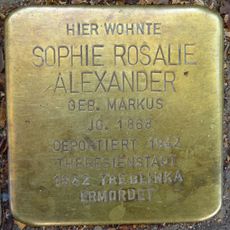 HIER WOHNTE
SOPHIE ROSALIE
ALEXANDER
GEB. MARKUS
JG. 1868
DEPORTIERT 1942
THERESIENSTADT
1942 TREBLINKA
ERMORDET